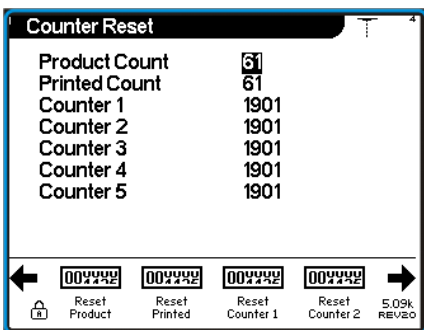 Counter Reset
4
Product Count 61
Printed Count 61
Counter 1 1901
Counter 2 1901
Counter 3 1901
Counter 4 1901
Counter 5 1901
Reset Product
Reset Printed
Reset Counter 1
Reset Counter 2
5.09k
REV20